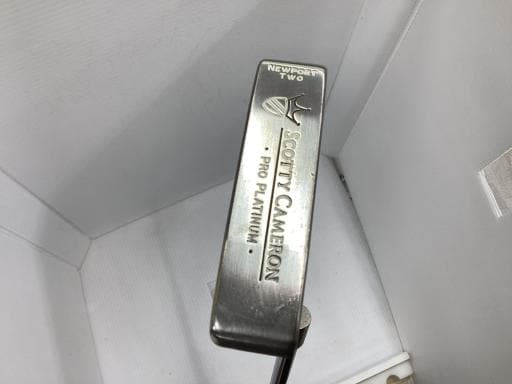 NEWPORT
TWO
SCOTTY CAMERON
• PRO PLATINUM •